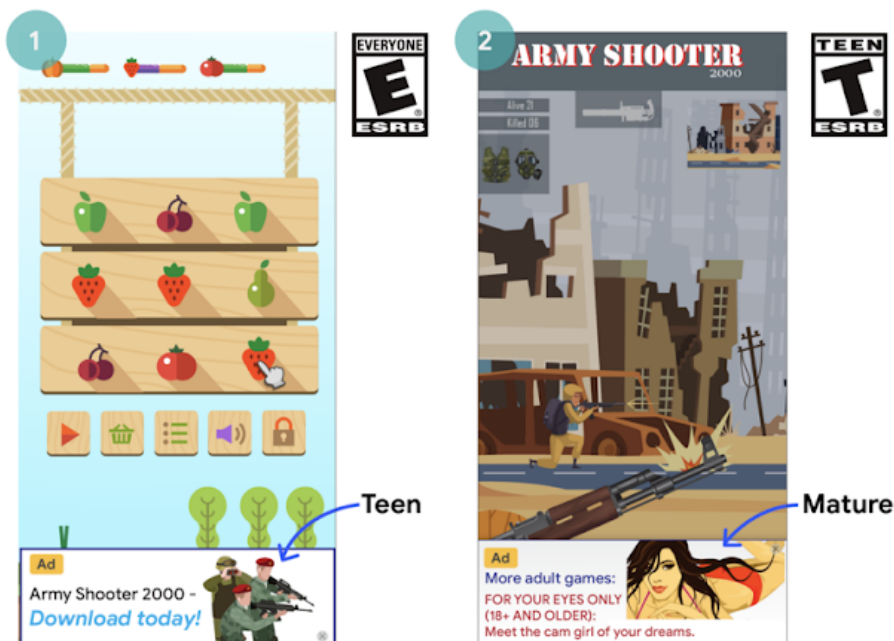 1
EVERYONE
E
ESRB
Ad
Army Shooter 2000 -
Download today!
Teen
2
ARMY SHOOTER
2000
TEEN
T
ESRB
Alive 21
Killed 06
Mature
Ad
More adult games:
FOR YOUR EYES ONLY
(18+ AND OLDER):
Meet the cam girl of your dreams.